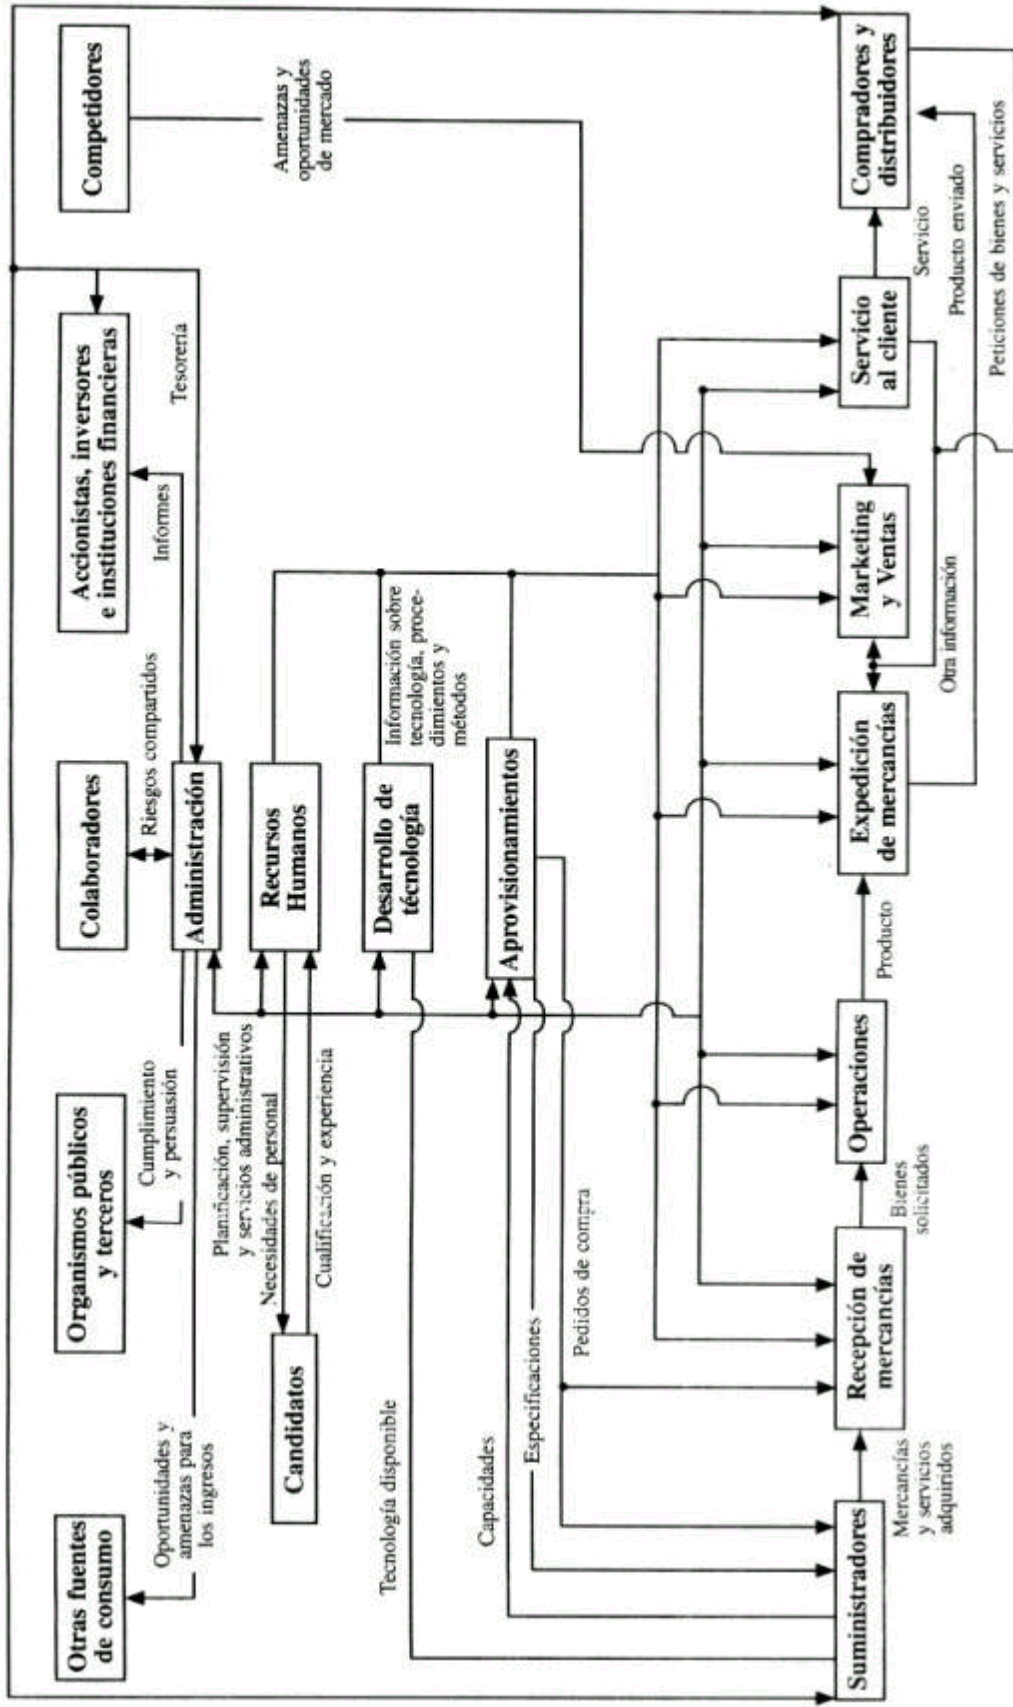 Otras fuentes
de consumo
Organismos públicos
y terceros
Colaboradores
Accionistas, inversores
e instituciones financieras
Competidores
Oportunidades y
amenazas para
los ingresos
Cumplimiento
y persuasión
Riesgos compartidos
Informes
Tesorería
Amenazas y
oportunidades
de mercado
Administración
Planificación, supervisión
y servicios administrativos
Necesidades de personal
Candidatos
Cualificación y experiencia
Recursos
Humanos
Tecnología disponible
Desarrollo de
técnología
Información sobre
tecnología, proce-
dimientos y
métodos
Capacidades
Especificaciones
Aprovisionamientos
Pedidos de compra
Suministradores
Mercancías
y servicios
adquiridos
Recepción de
mercancías
Bienes
solicitados
Operaciones
Producto
Expedición
de mercancías
Marketing
y Ventas
Otra información
Servicio
al cliente
Servicio
Compradores y
distribuidores
Producto enviado
Peticiones de bienes y servicios